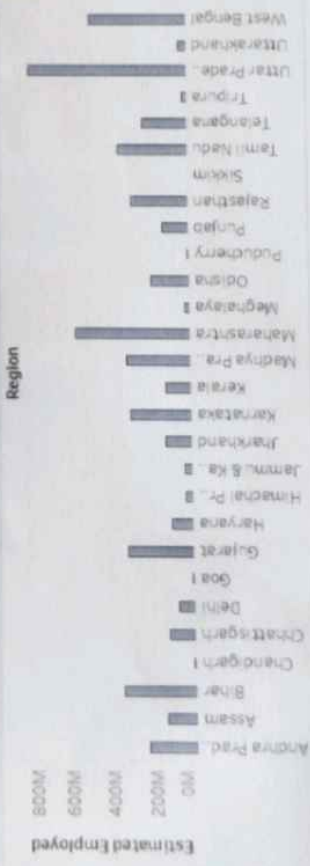 Region
Estimated Employed
800M
600M
400M
200M
0M
Andhra Prad..
Assam
Bihar
Chandigarh
Chhattisgarh
Delhi
Goa
Gujarat
Haryana
Himachal Pr..
Jammu & Ka..
Jharkhand
Karnataka
Kerala
Madhya Pra..
Maharashtra
Meghalaya
Odisha
Puducherry
Punjab
Rajasthan
Sikkim
Tamil Nadu
Telangana
Tripura
Uttar Prade..
Uttarakhand
West Bengal